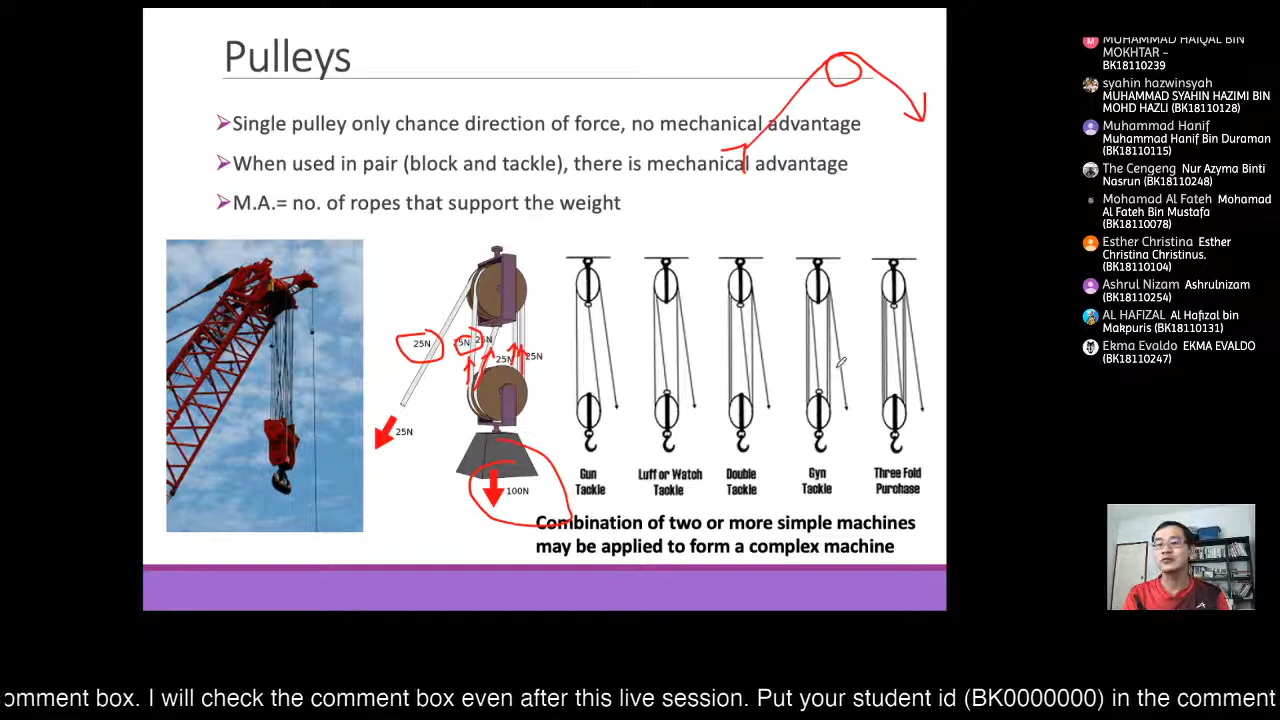 Pulleys
➢Single pulley only chance direction of force, no mechanical advantage
➢When used in pair (block and tackle), there is mechanical advantage
➢M.A.= no. of ropes that support the weight
25N
25N
25N
25N
25N
25N
100N
Gun
Tackle
Luff or Watch
Tackle
Double
Tackle
Gyn
Tackle
Three Fold
Purchase
Combination of two or more simple machines
may be applied to form a complex machine
M
MUHAMMAD HAIQAL BIN
MOKHTAR –
BK18110239
syahin hazwinsyah
MUHAMMAD SYAHIN HAZIMI BIN
MOHD HAZLI (BK18110128)
Muhammad Hanif
Muhammad Hanif Bin Duraman
(BK18110115)
The Cengeng Nur Azyma Binti
Nasrun (BK18110248)
Mohamad Al Fateh Mohamad
Al Fateh Bin Mustafa
(BK18110078)
Esther Christina Esther
Christina Christinus.
(BK18110104)
Ashrul Nizam Ashrulnizam
(BK18110254)
AL HAFIZAL Al Hafizal bin
Makpuris (BK18110131)
Ekma Evaldo EKMA EVALDO
(BK18110247)
omment box. I will check the comment box even after this live session. Put your student id (BK0000000) in the comment